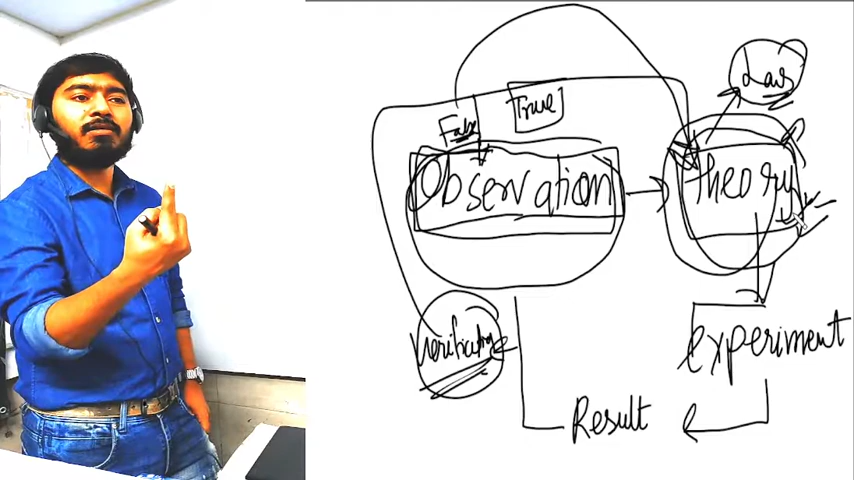 Law
True
False
Observation
Theory
Verification
experiment
Result